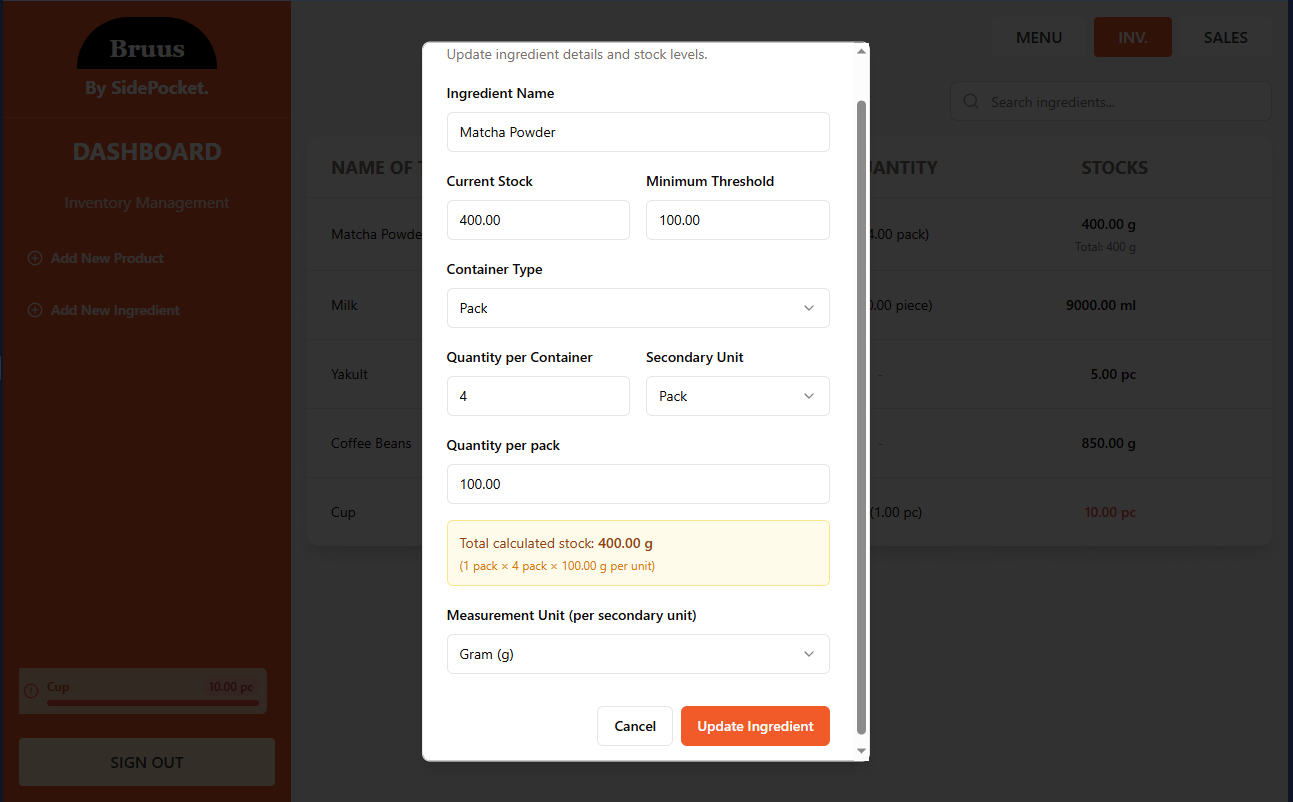 Bruus
By SidePocket.
DASHBOARD
Inventory Management
Add New Product
Add New Ingredient
Cup 10.00 pc
SIGN OUT
MENU INV. SALES
Search ingredients...
NAME OF STOCKS
Matcha 4.00 pack) 400.00 g
Total: 400 g
Milk piece) 9000.00 ml
Yakult - 5.00 pc
Coffee Beans - 850.00 g
Cup (1.00 pc) 10.00 pc
Update ingredient details and stock levels.
Ingredient Name
Matcha Powder
Current Stock Minimum Threshold
400.00 100.00
Container Type
Pack
Quantity per Container Secondary Unit
4 Pack
Quantity per pack
100.00
Total calculated stock: 400.00 g
(1 pack × 4 pack × 100.00 g per unit)
Measurement Unit (per secondary unit)
Gram (g)
Cancel Update Ingredient